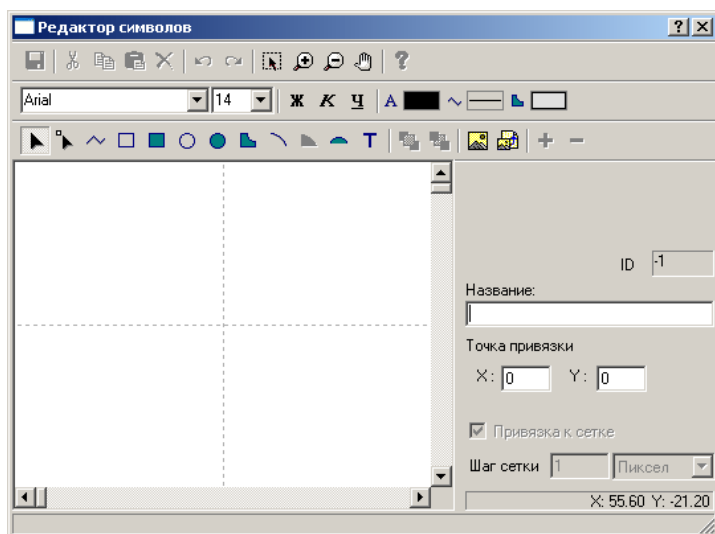 Редактор символов
Arial 14 Ж К Ч A
T
ID -1
Название:
Точка привязки
X: 0 Y: 0
Привязка к сетке
Шаг сетки 1 Пиксел
X: 55.60 Y: -21.20